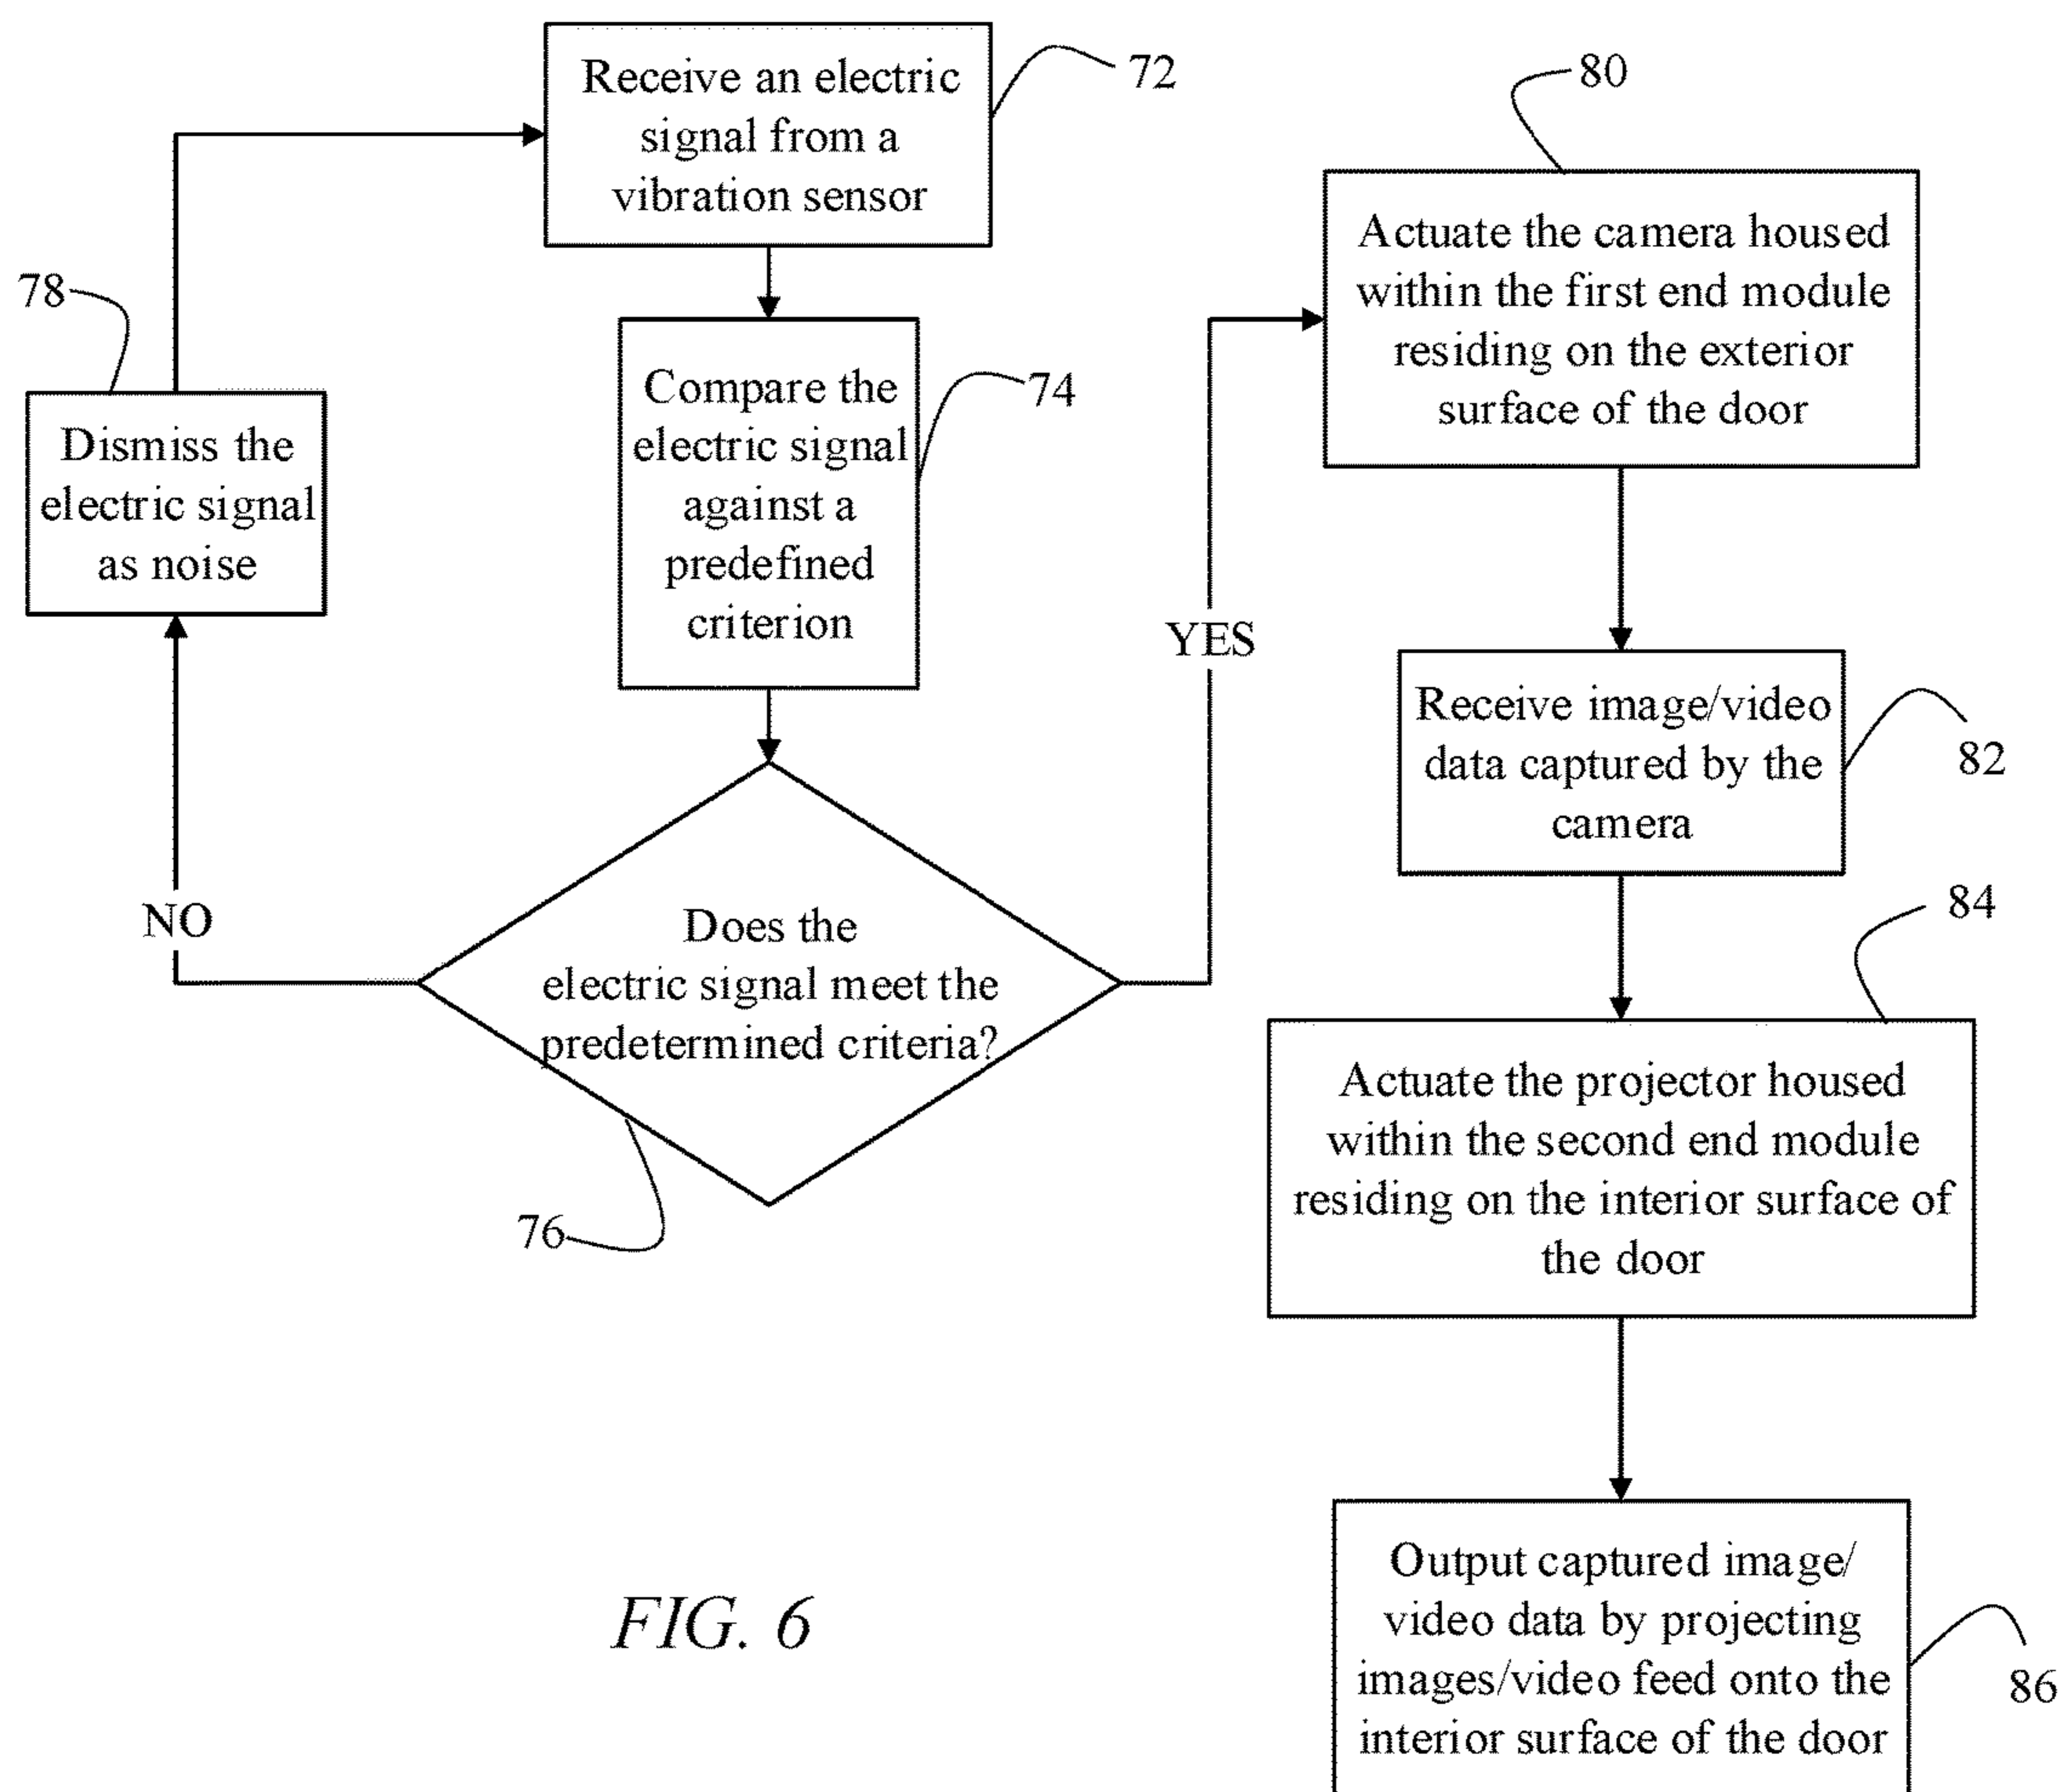 Receive an electric
signal from a
vibration sensor
72
Compare the
electric signal
against a
predefined
criterion
74
Does the
electric signal meet the
predetermined criteria?
76
NO
78
Dismiss the
electric signal
as noise
YES
80
Actuate the camera housed
within the first end module
residing on the exterior
surface of the door
Receive image/video
data captured by the
camera
82
84
Actuate the projector housed
within the second end module
residing on the interior surface of
the door
Output captured image/
video data by projecting
images/video feed onto the
interior surface of the door
86
FIG. 6